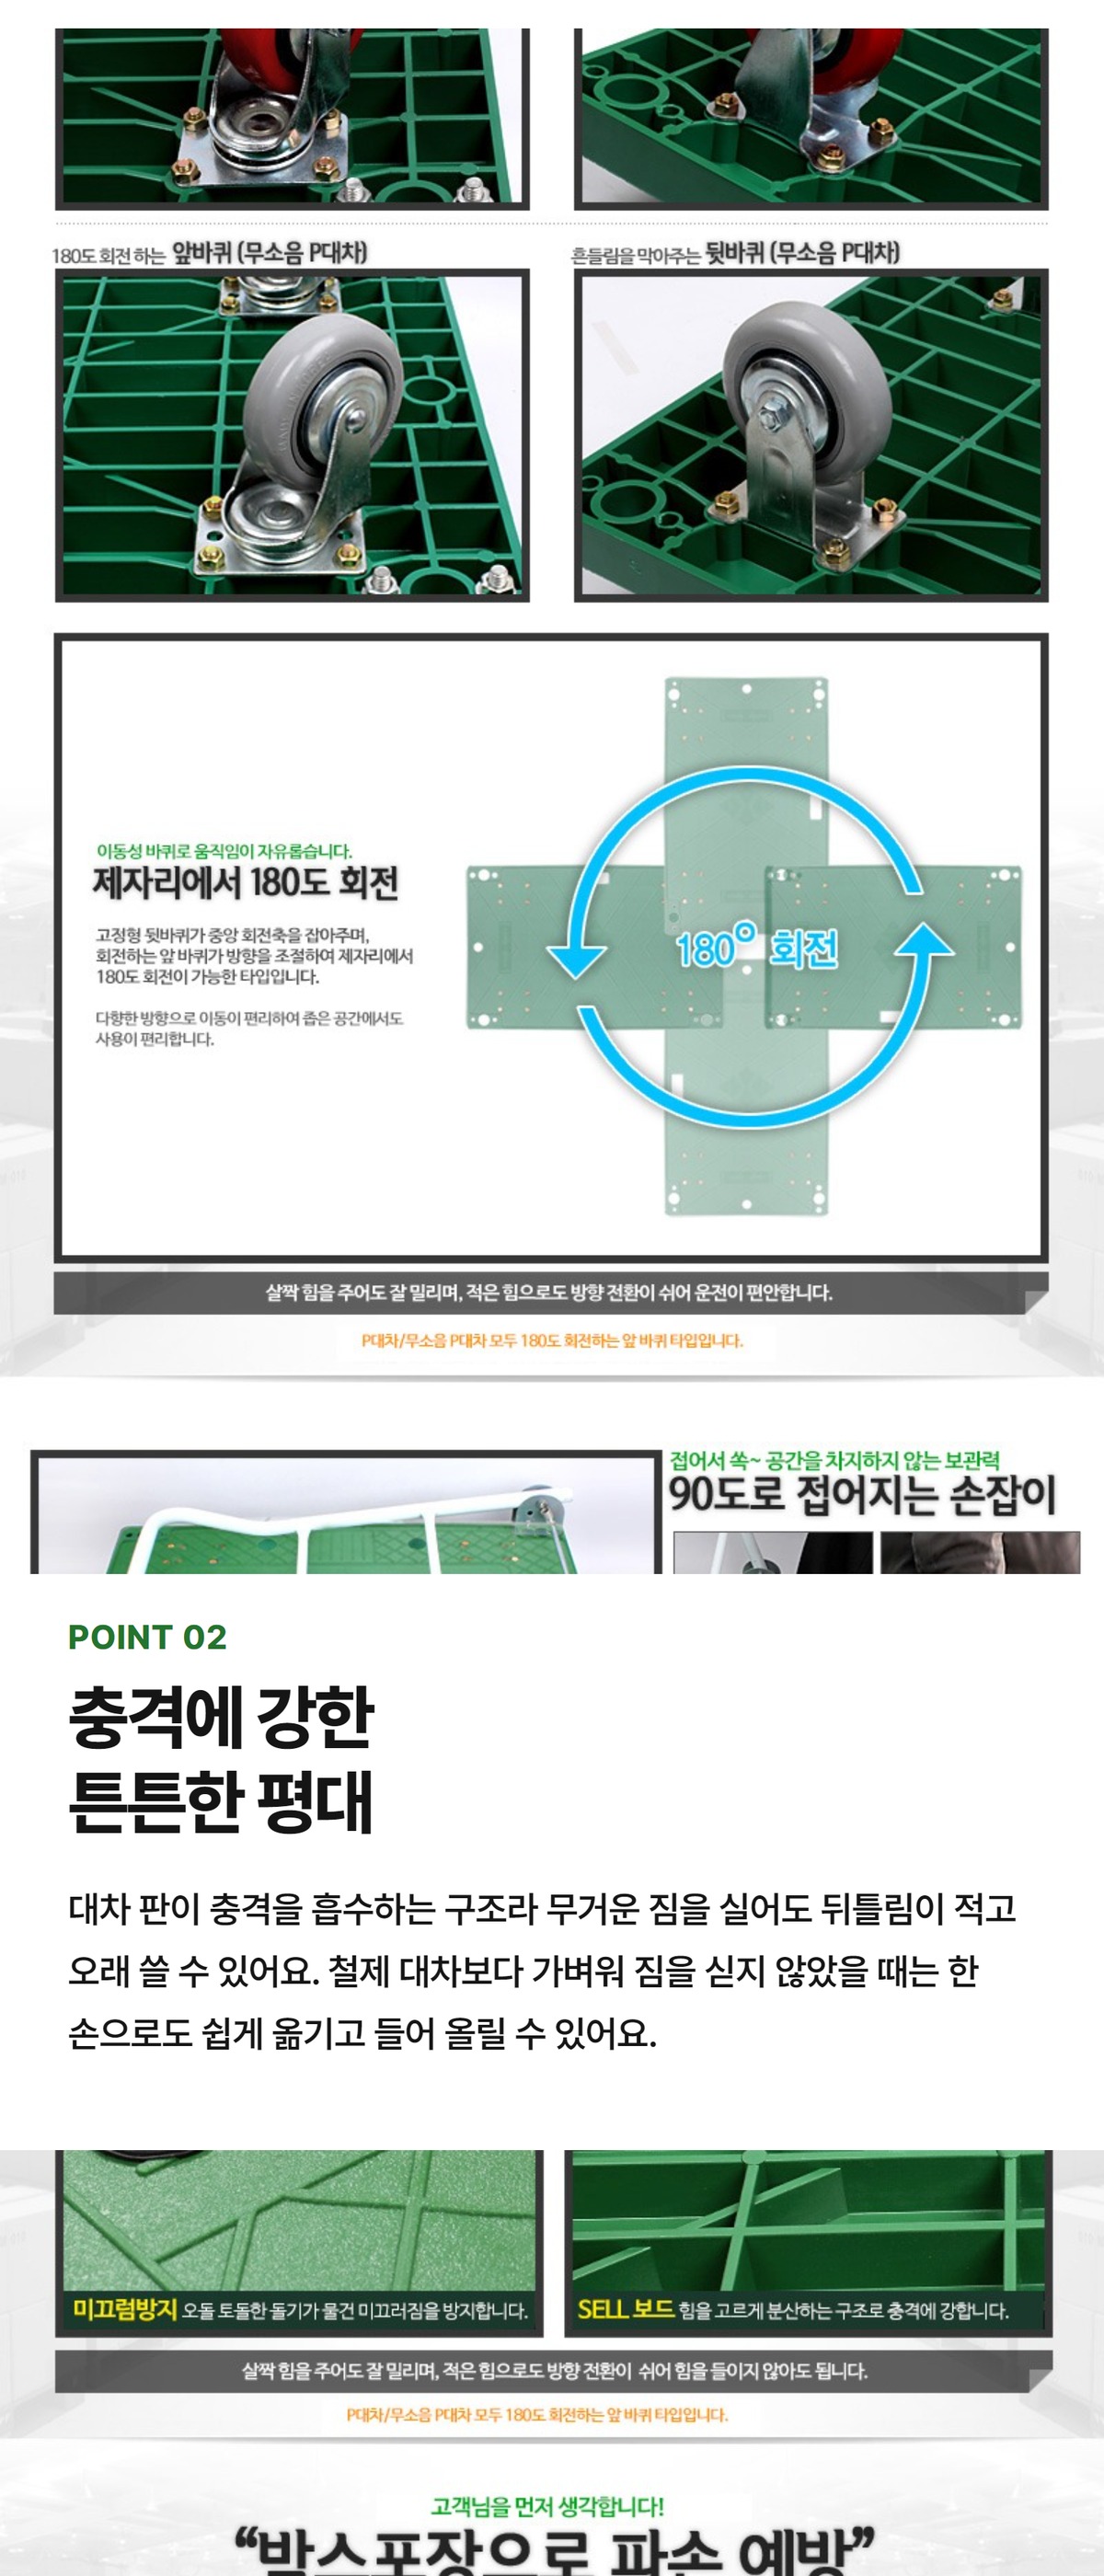 180도 회전 하는 앞바퀴 (무소음 P대차)
흔들림을 막아주는 뒷바퀴 (무소음 P대차)
이동성 바퀴로 움직임이 자유롭습니다.
제자리에서 180도 회전
고정형 뒷바퀴가 중앙 회전축을 잡아주며,
회전하는 앞 바퀴가 방향을 조절하여 제자리에서
180도 회전이 가능한 타입입니다.
다향한 방향으로 이동이 편리하여 좁은 공간에서도
사용이 편리합니다.
180° 회전
살짝 힘을 주어도 잘 밀리며, 적은 힘으로도 방향 전환이 쉬어 운전이 편안합니다.
P대차/무소음 P대차 모두 180도 회전하는 앞 바퀴 타입입니다.
접어서 쏙~ 공간을 차지하지 않는 보관력
90도로 접어지는 손잡이
POINT 02
충격에 강한
튼튼한 평대
대차 판이 충격을 흡수하는 구조라 무거운 짐을 실어도 뒤틀림이 적고
오래 쓸 수 있어요. 철제 대차보다 가벼워 짐을 싣지 않았을 때는 한
손으로도 쉽게 옮기고 들어 올릴 수 있어요.
미끄럼방지 오돌 토돌한 돌기가 물건 미끄러짐을 방지합니다.
SELL 보드 힘을 고르게 분산하는 구조로 충격에 강합니다.
살짝 힘을 주어도 잘 밀리며, 적은 힘으로도 방향 전환이 쉬어 힘을 들이지 않아도 됩니다.
P대차/무소음 P대차 모두 180도 회전하는 앞 바퀴 타입입니다.
고객님을 먼저 생각합니다!
“박스포장으로 파손 예방”